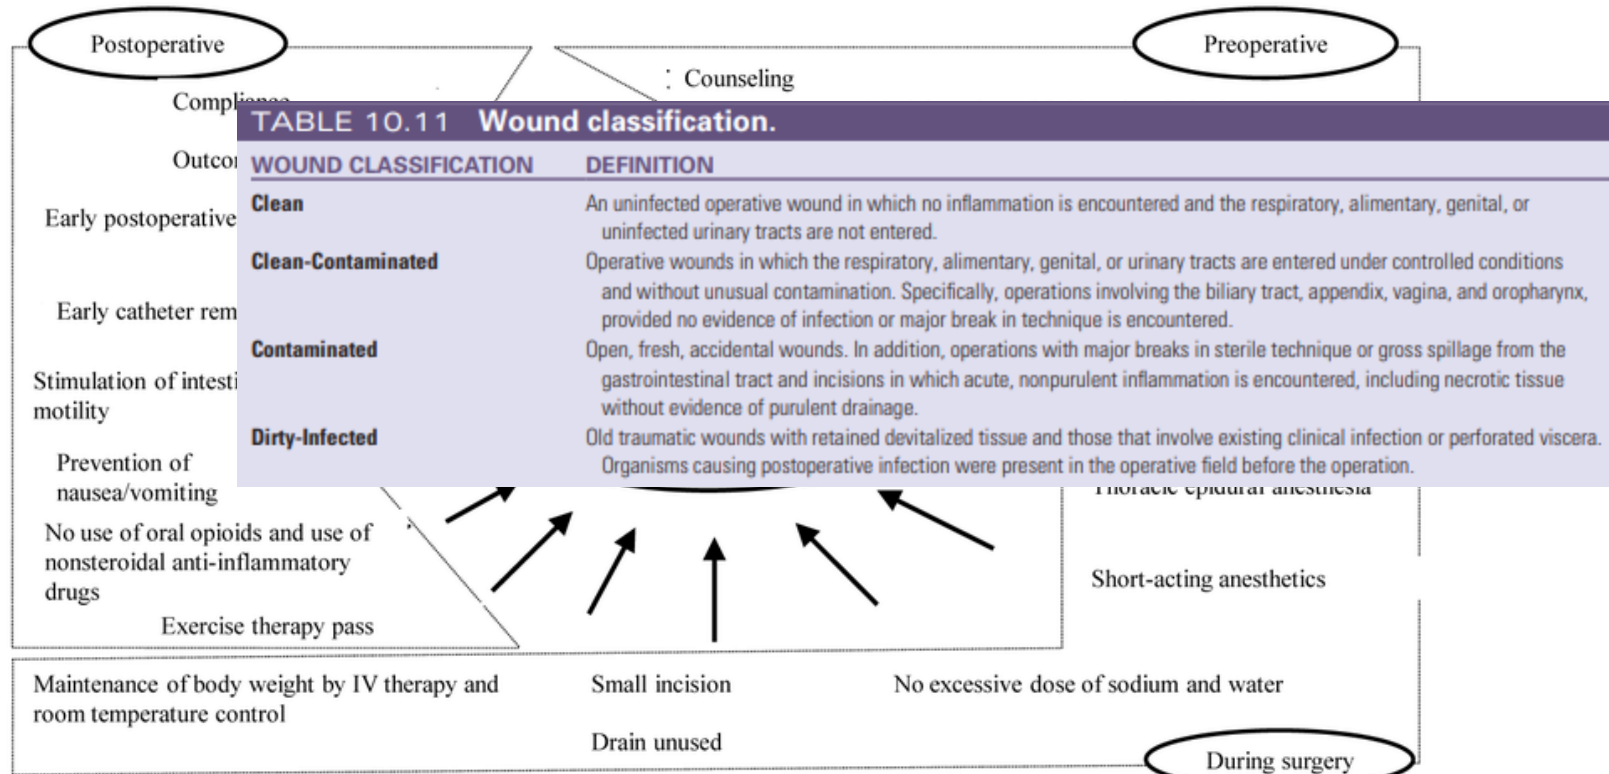 Postoperative
Preoperative
Counseling
TABLE 10.11 Wound classification.
WOUND CLASSIFICATION DEFINITION
Clean An uninfected operative wound in which no inflammation is encountered and the respiratory, alimentary, genital, or
uninfected urinary tracts are not entered.
Clean-Contaminated Operative wounds in which the respiratory, alimentary, genital, or urinary tracts are entered under controlled conditions
and without unusual contamination. Specifically, operations involving the biliary tract, appendix, vagina, and oropharynx,
provided no evidence of infection or major break in technique is encountered.
Contaminated Open, fresh, accidental wounds. In addition, operations with major breaks in sterile technique or gross spillage from the
gastrointestinal tract and incisions in which acute, nonpurulent inflammation is encountered, including necrotic tissue
without evidence of purulent drainage.
Dirty-Infected Old traumatic wounds with retained devitalized tissue and those that involve existing clinical infection or perforated viscera.
Organisms causing postoperative infection were present in the operative field before the operation.
Compliance
Early postoperative
Early catheter
Stimulation of
motility
Prevention of
nausea/vomiting
No use of oral opioids and use of
nonsteroidal anti-inflammatory
drugs
Exercise therapy pass
Thoracic epidural anesthesia
Short-acting anesthetics
Maintenance of body weight by IV therapy and
room temperature control
Small incision
Drain unused
No excessive dose of sodium and water
During surgery